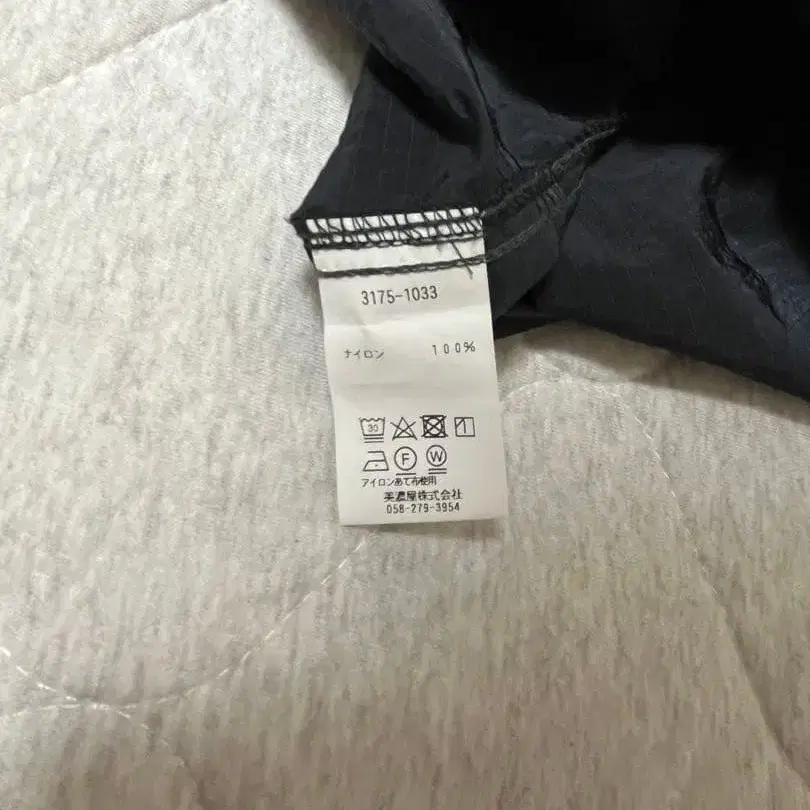 3175-1033
ナイロン 100%
30
F W
アイロンあて布使用
美濃屋株式会社
058-279-3954